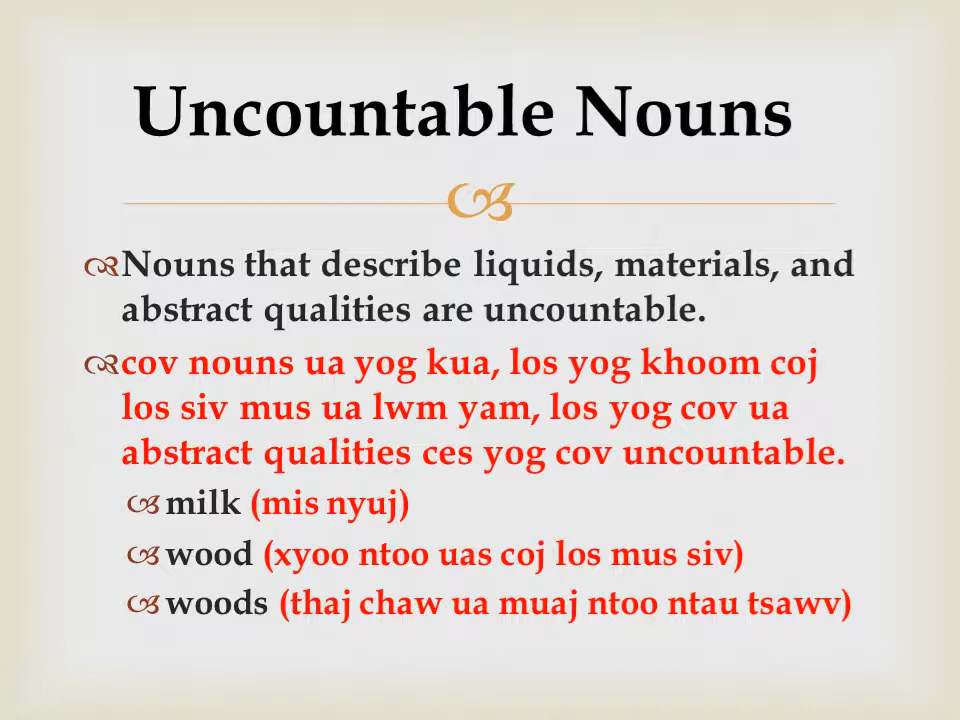 Uncountable Nouns
Nouns that describe liquids, materials, and
abstract qualities are uncountable.
cov nouns ua yog kua, los yog khoom coj
los siv mus ua lwm yam, los yog cov ua
abstract qualities ces yog cov uncountable.
milk (mis nyuj)
wood (xyoo ntoo uas coj los mus siv)
woods (thaj chaw ua muaj ntoo ntau tsawv)